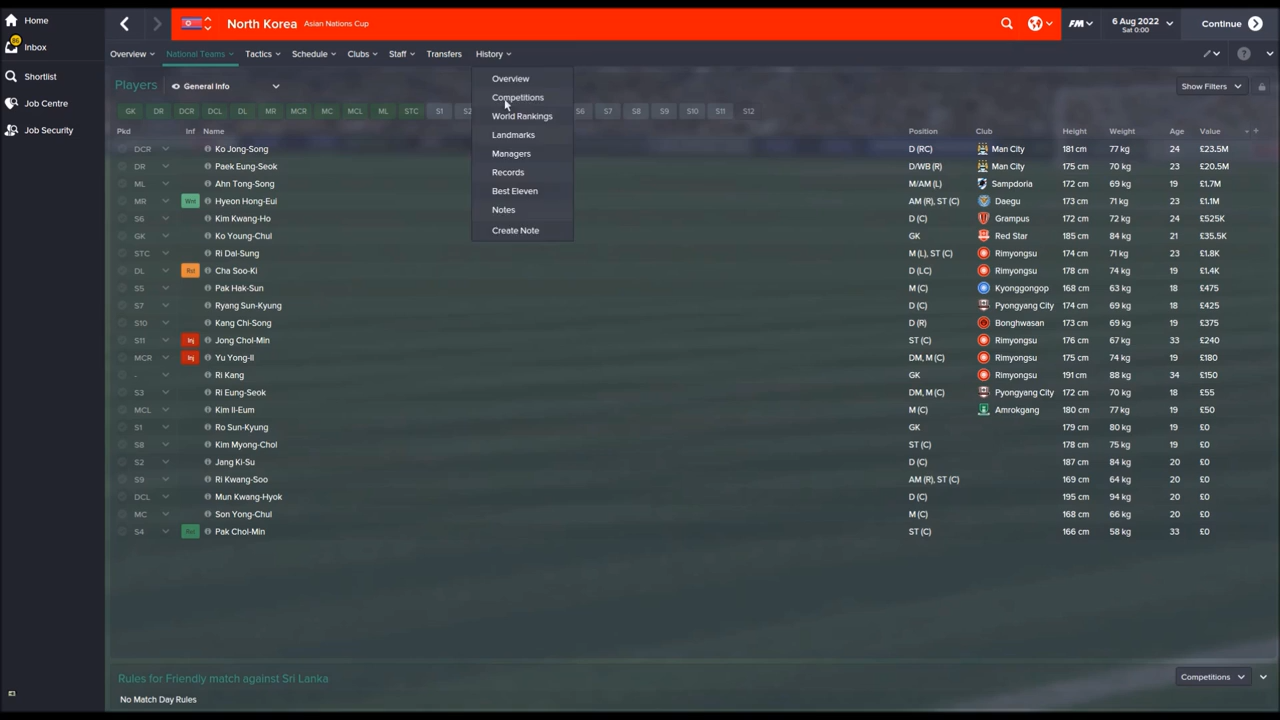 Home
North Korea Asian Nations Cup FM 6 Aug 2022 Sat 0:00 Continue
Inbox
Overview National Teams Tactics Schedule Clubs Staff Transfers History
Shortlist
Job Centre
Job Security
Players General Info Show Filters
Overview
Competitions
World Rankings
Landmarks
Managers
Records
Best Eleven
Notes
Create Note
GK DR DCR DCL DL MR MCR MC MCL ML STC S1 S2 S6 S7 S8 S9 S10 S11 S12
Pkd Inf Name Position Club Height Weight Age Value
DCR Ko Jong-Song D (RC) Man City 181 cm 77 kg 24 £23.5M
DR Paek Eung-Seok D/WB (R) Man City 175 cm 70 kg 23 £20.5M
ML Ahn Tong-Song M/AM (L) Sampdoria 172 cm 69 kg 19 £1.7M
MR Wnt Hyeon Hong-Eui AM (R), ST (C) Daegu 173 cm 71 kg 23 £1.1M
S6 Kim Kwang-Ho D (C) Grampus 172 cm 72 kg 24 £525K
GK Ko Young-Chul GK Red Star 185 cm 84 kg 21 £35.5K
STC Ri Dal-Sung M (L), ST (C) Rimyongsu 174 cm 71 kg 23 £1.8K
DL Cha Soo-Ki D (LC) Rimyongsu 178 cm 74 kg 19 £1.4K
S5 Pak Hak-Sun M (C) Kyonggongop 168 cm 63 kg 18 £475
S7 Ryang Sun-Kyung D (C) Pyongyang City 174 cm 69 kg 18 £425
S10 Kang Chi-Song D (R) Bonghwasan 173 cm 69 kg 19 £375
S11 Inj Jong Chol-Min ST (C) Rimyongsu 176 cm 67 kg 33 £240
MCR Inj Yu Yong-Il DM, M (C) Rimyongsu 175 cm 74 kg 19 £180
- Ri Kang GK Rimyongsu 191 cm 88 kg 34 £150
S3 Ri Eung-Seok DM, M (C) Pyongyang City 172 cm 70 kg 18 £55
MCL Kim Il-Eum M (C) Amrokgang 180 cm 77 kg 19 £50
S1 Ro Sun-Kyung GK 179 cm 80 kg 19 £0
S8 Kim Myong-Chol ST (C) 178 cm 75 kg 19 £0
S2 Jang Ki-Su D (C) 187 cm 84 kg 20 £0
S9 Ri Kwang-Soo AM (R), ST (C) 169 cm 64 kg 20 £0
DCL Mun Kwang-Hyok D (C) 195 cm 94 kg 20 £0
MC Son Yong-Chul M (C) 168 cm 66 kg 20 £0
S4 Pak Chol-Min ST (C) 166 cm 58 kg 33 £0
Rules for Friendly match against Sri Lanka Competitions
No Match Day Rules